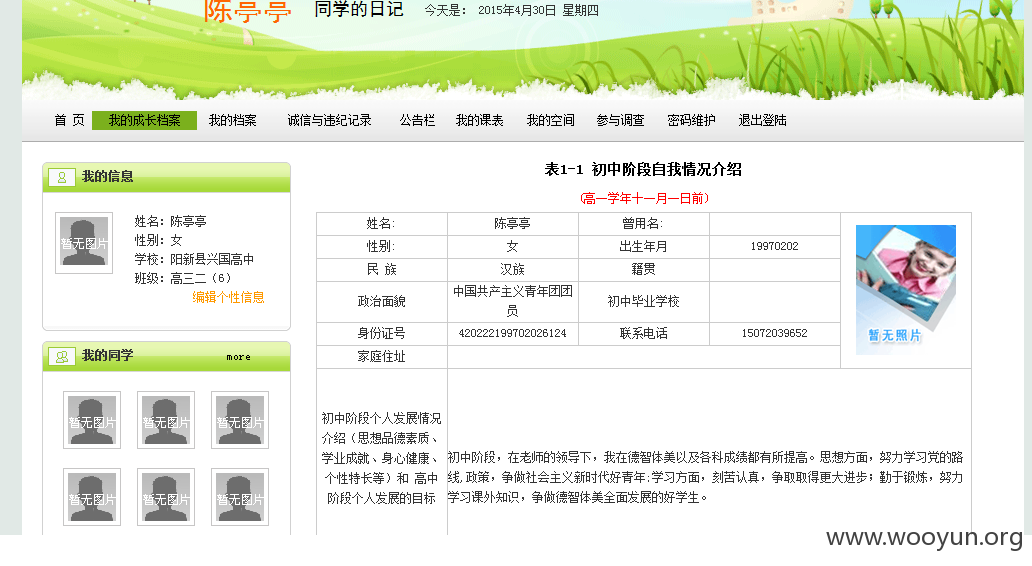 陈亭亭 同学的日记 今天是： 2015年4月30日 星期四
首 页 我的成长档案 我的档案 诚信与违纪记录 公告栏 我的课表 我的空间 参与调查 密码维护 退出登陆
我的信息
暂无图片
姓名：陈亭亭
性别：女
学校：阳新县兴国高中
班级：高三二（6）
编辑个性信息
我的同学 more
暂无图片 暂无图片 暂无图片
暂无图片 暂无图片 暂无图片
表1-1 初中阶段自我情况介绍
（高一学年十一月一日前）
姓名: 陈亭亭 曾用名:
性别: 女 出生年月 19970202
民 族 汉族 籍贯
政治面貌 中国共产主义青年团团员 初中毕业学校
身份证号 420222199702026124 联系电话 15072039652
家庭住址
暂无照片
初中阶段个人发展情况
介绍（思想品德素质、
学业成就、身心健康、
个性特长等）和 高中
阶段个人发展的目标
初中阶段，在老师的领导下，我在德智体美以及各科成绩都有所提高。思想方面，努力学习党的路
线,政策，争做社会主义新时代好青年;学习方面，刻苦认真，争取取得更大进步；勤于锻炼，努力
学习课外知识，争做德智体美全面发展的好学生。
www.wooyun.org